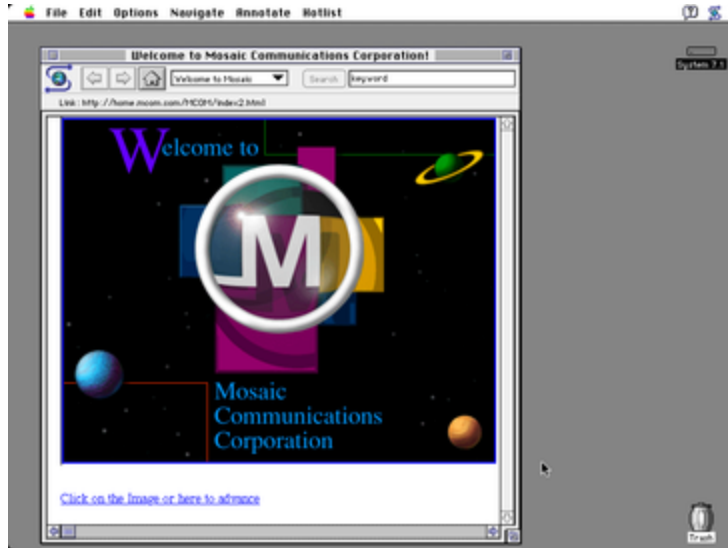 File Edit Options Navigate Annotate Hotlist
System 7.1
Welcome to Mosaic Communications Corporation!
Welcome to Mosaic
Search
keyword
Link: http://home.mcom.com/MCOM/index2.html
Welcome to
M
Mosaic
Communications
Corporation
Click on the Image or here to advance
Trash